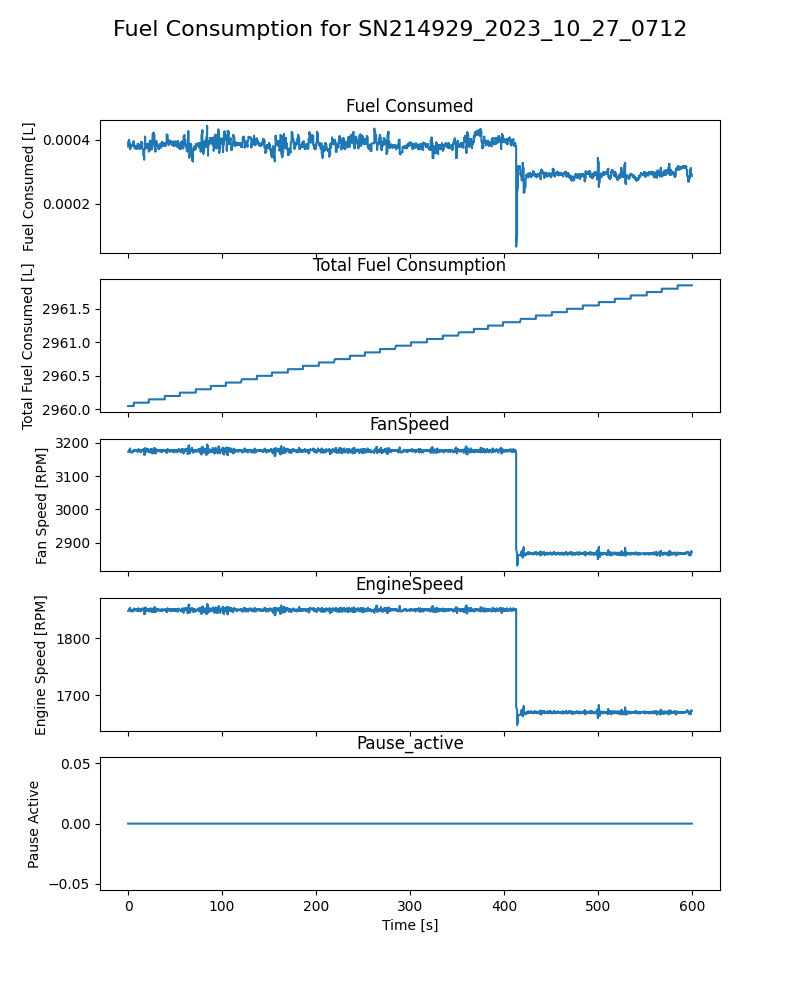 Fuel Consumption for SN214929_2023_10_27_0712
Fuel Consumed
Fuel Consumed [L]
0.0004
0.0002
Total Fuel Consumption
Total Fuel Consumed [L]
2961.5
2961.0
2960.5
2960.0
FanSpeed
Fan Speed [RPM]
3200
3100
3000
2900
EngineSpeed
Engine Speed [RPM]
1800
1700
Pause_active
Pause Active
0.05
0.00
−0.05
0 100 200 300 400 500 600
Time [s]